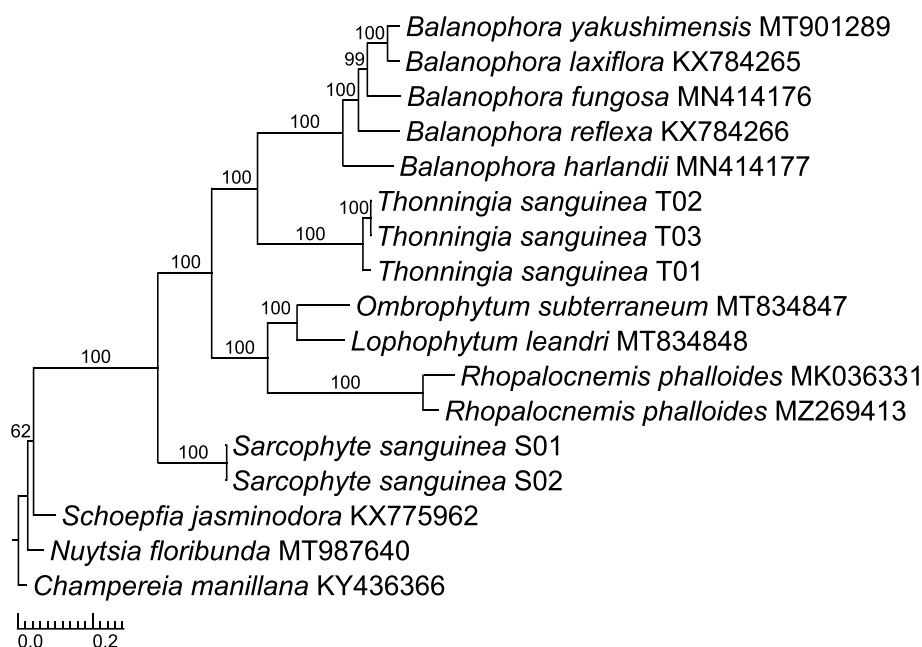 100 Balanophora yakushimensis MT901289
99 Balanophora laxiflora KX784265
100 Balanophora fungosa MN414176
100 Balanophora reflexa KX784266
Balanophora harlandii MN414177
100
100 Thonningia sanguinea T02
100 Thonningia sanguinea T03
Thonningia sanguinea T01
100
100 Ombrophytum subterraneum MT834847
100 Lophophytum leandri MT834848
100 Rhopalocnemis phalloides MK036331
100
Rhopalocnemis phalloides MZ269413
62
100 Sarcophyte sanguinea S01
Sarcophyte sanguinea S02
Schoepfia jasminodora KX775962
Nuytsia floribunda MT987640
Champereia manillana KY436366
0.0 0.2